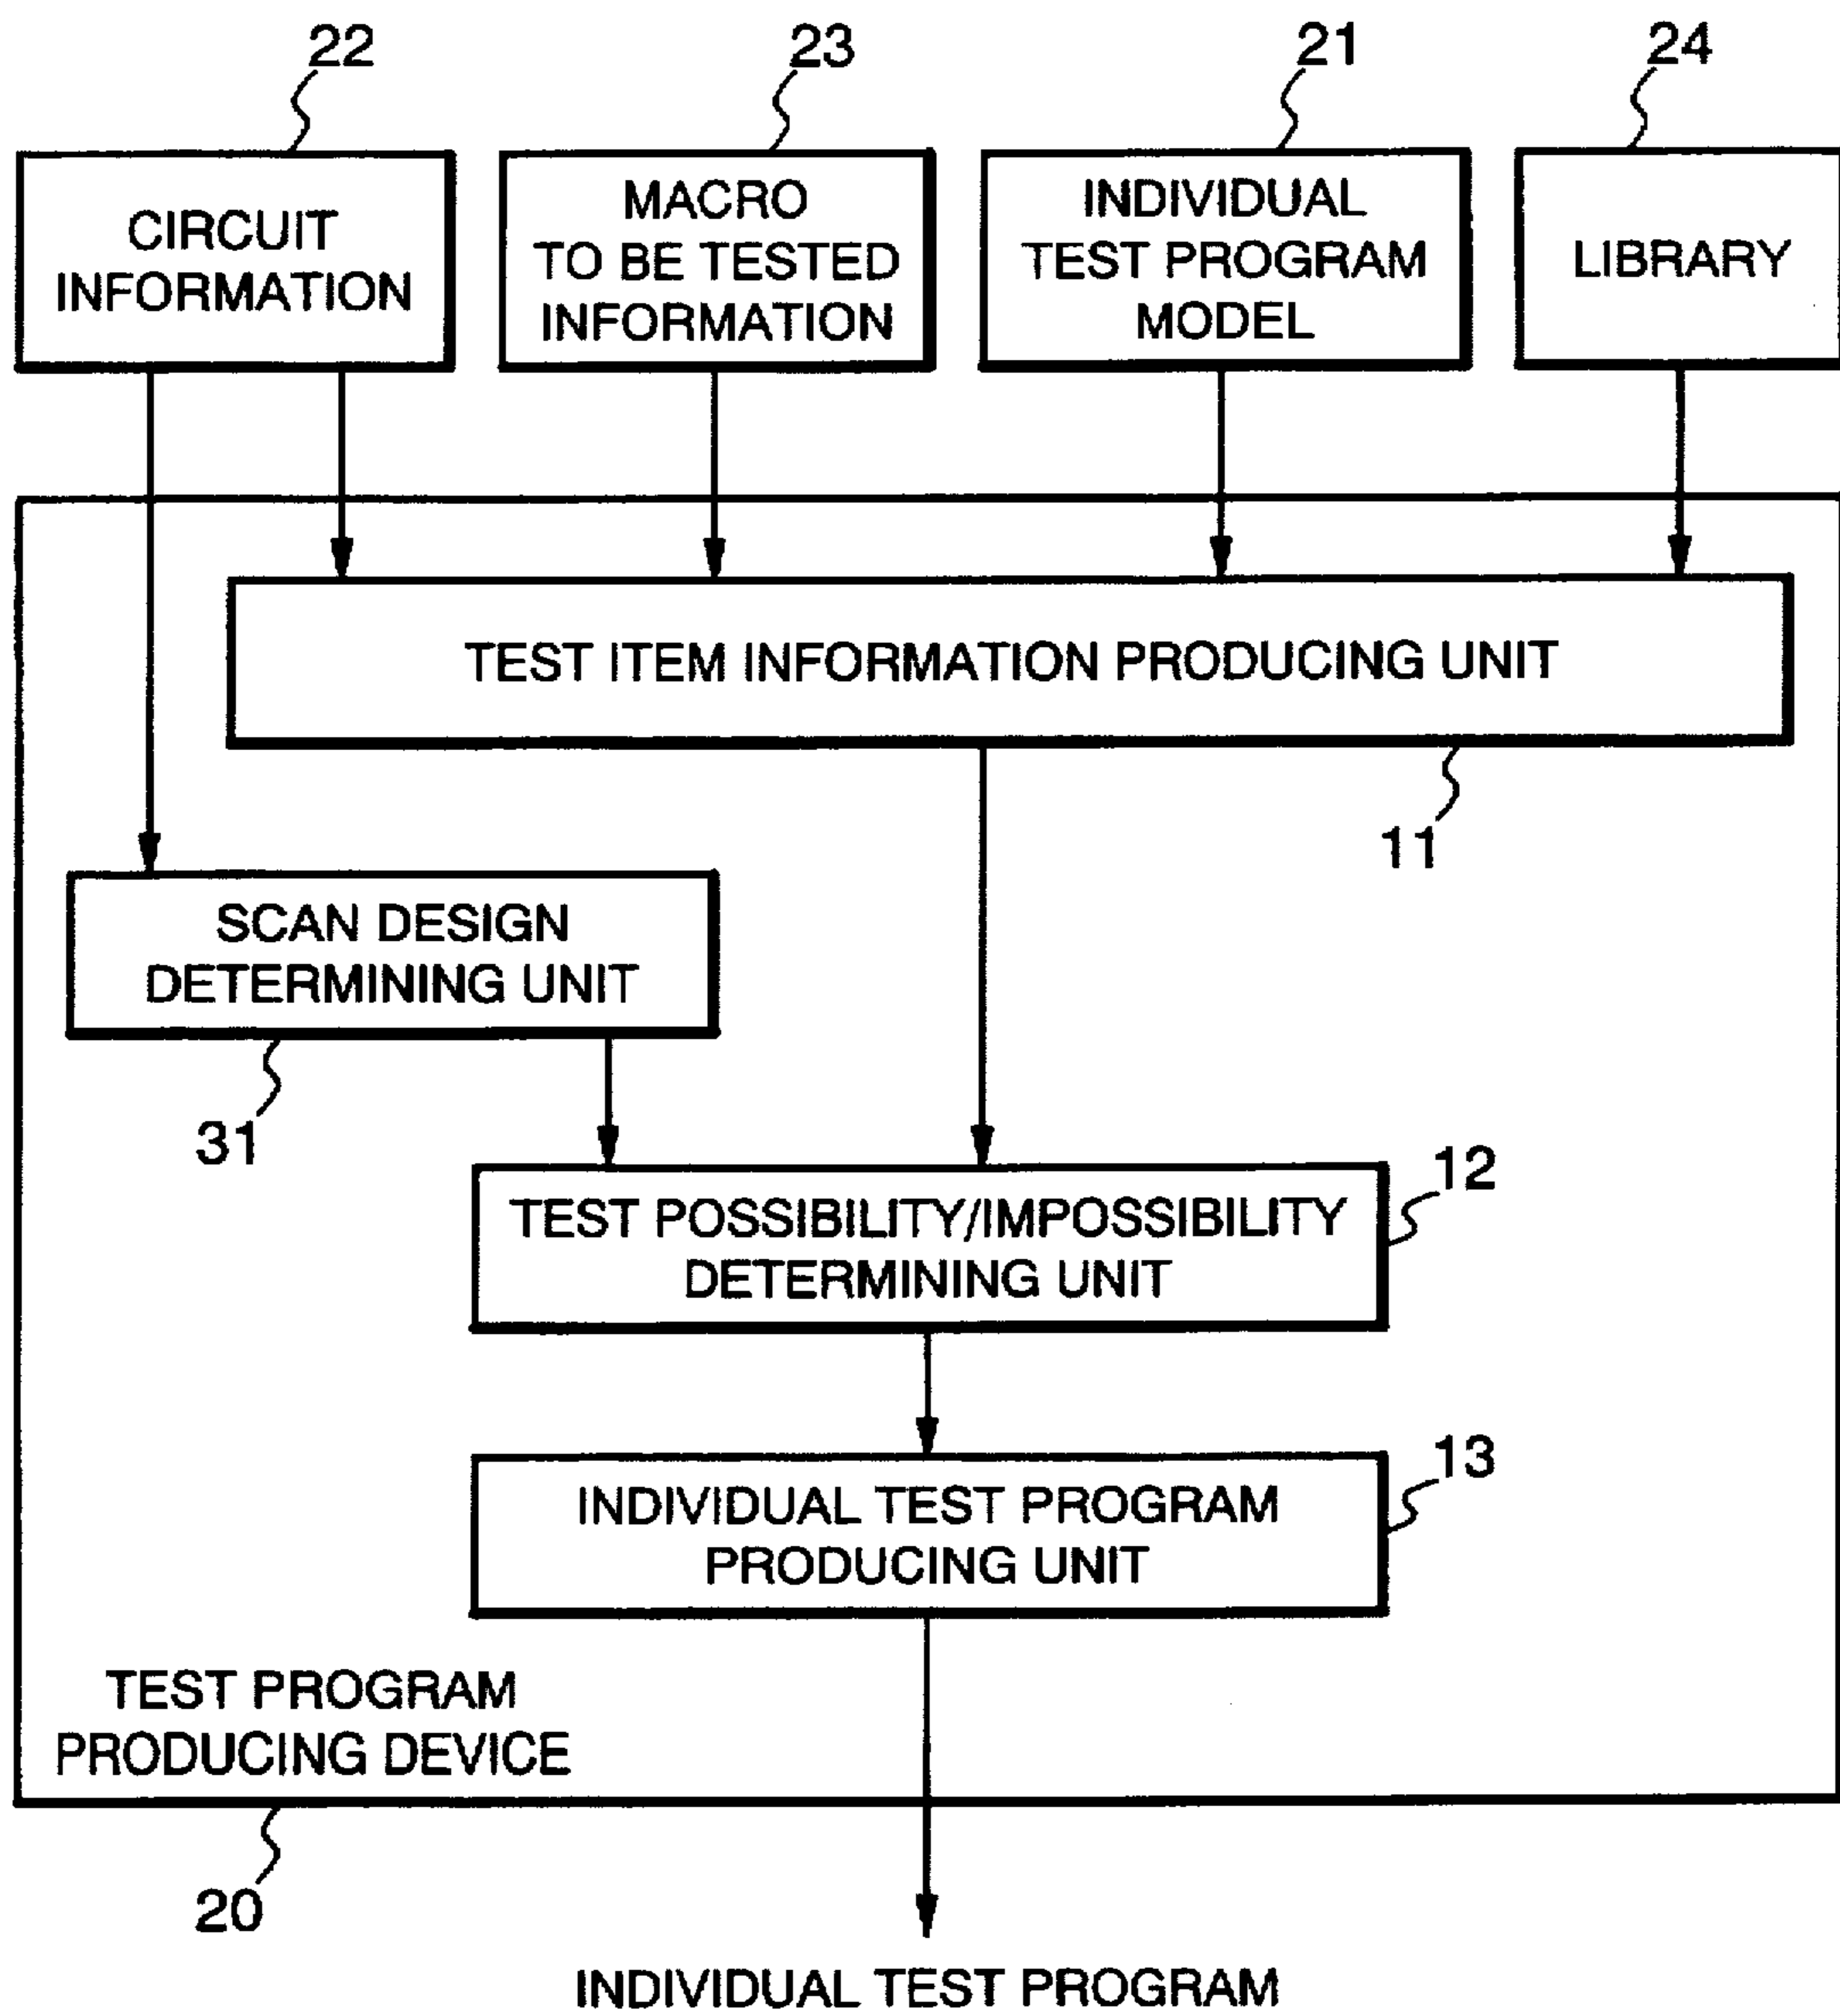 22
23
21
24
CIRCUIT
INFORMATION
MACRO
TO BE TESTED
INFORMATION
INDIVIDUAL
TEST PROGRAM
MODEL
LIBRARY
TEST ITEM INFORMATION PRODUCING UNIT
11
SCAN DESIGN
DETERMINING UNIT
31
TEST POSSIBILITY/IMPOSSIBILITY
DETERMINING UNIT
12
INDIVIDUAL TEST PROGRAM
PRODUCING UNIT
13
TEST PROGRAM
PRODUCING DEVICE
20
INDIVIDUAL TEST PROGRAM